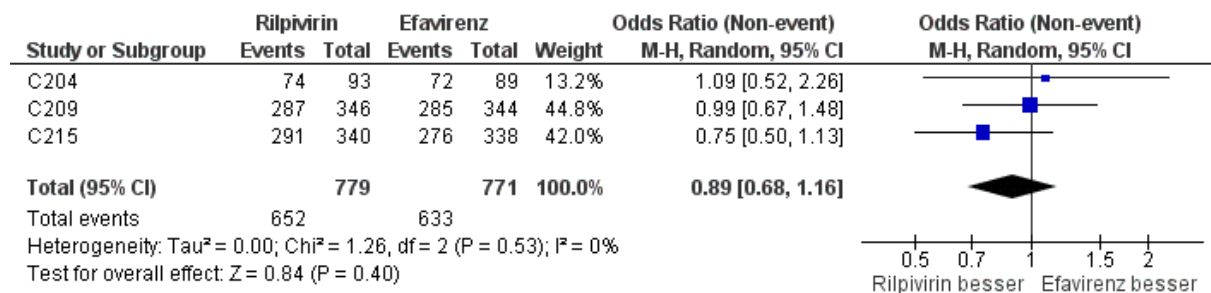 Rilpivirin Efavirenz Odds Ratio (Non-event) Odds Ratio (Non-event)
Study or Subgroup Events Total Events Total Weight M-H, Random, 95% CI M-H, Random, 95% CI
C204 74 93 72 89 13.2% 1.09 [0.52, 2.26]
C209 287 346 285 344 44.8% 0.99 [0.67, 1.48]
C215 291 340 276 338 42.0% 0.75 [0.50, 1.13]
Total (95% CI) 779 771 100.0% 0.89 [0.68, 1.16]
Total events 652 633
Heterogeneity: Tau² = 0.00; Chi² = 1.26, df = 2 (P = 0.53); I² = 0%
Test for overall effect: Z = 0.84 (P = 0.40)
0.5 0.7 1 1.5 2
Rilpivirin besser Efavirenz besser